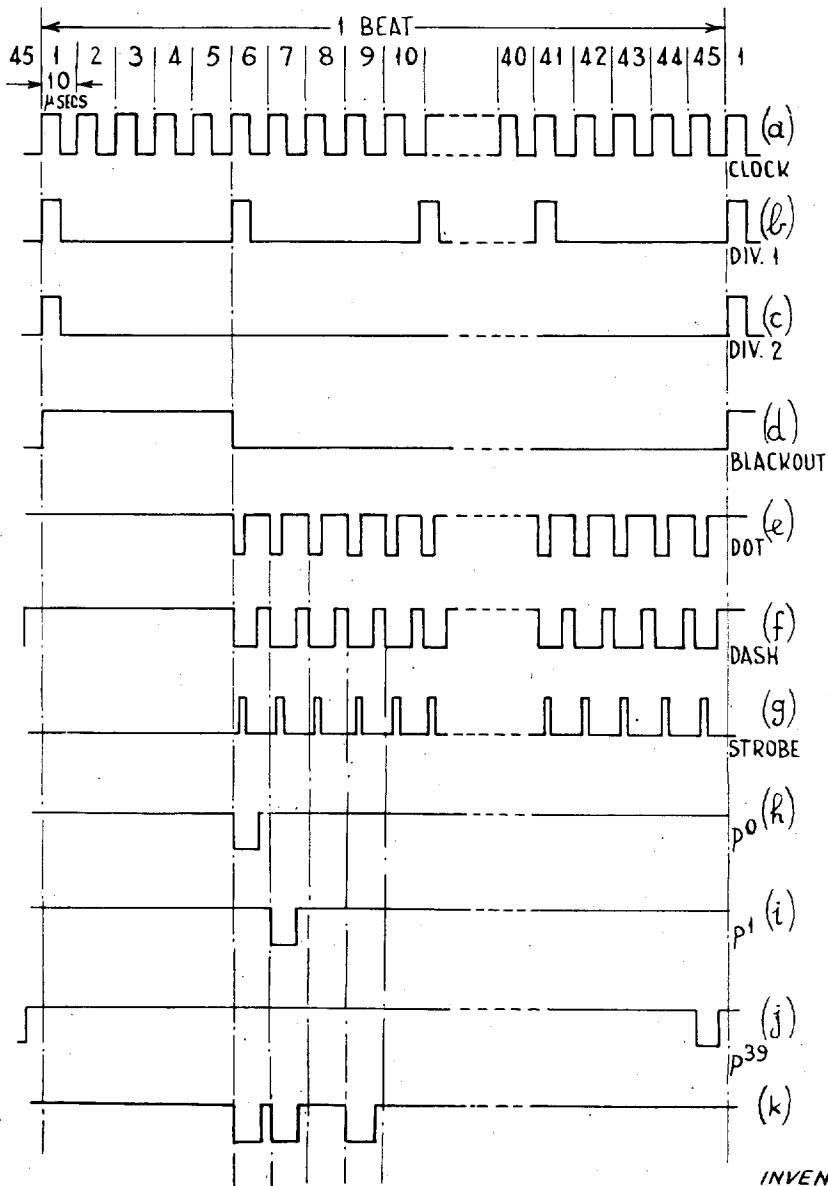 1 BEAT
45 1 2 3 4 5 6 7 8 9 10 40 41 42 43 44 45 1
10
μSECS
(a)
CLOCK
(b)
DIV. 1
(c)
DIV. 2
(d)
BLACKOUT
(e)
DOT
(f)
DASH
(g)
STROBE
p⁰ (h)
p¹ (i)
(j)
p³⁹
(k)
INVEN